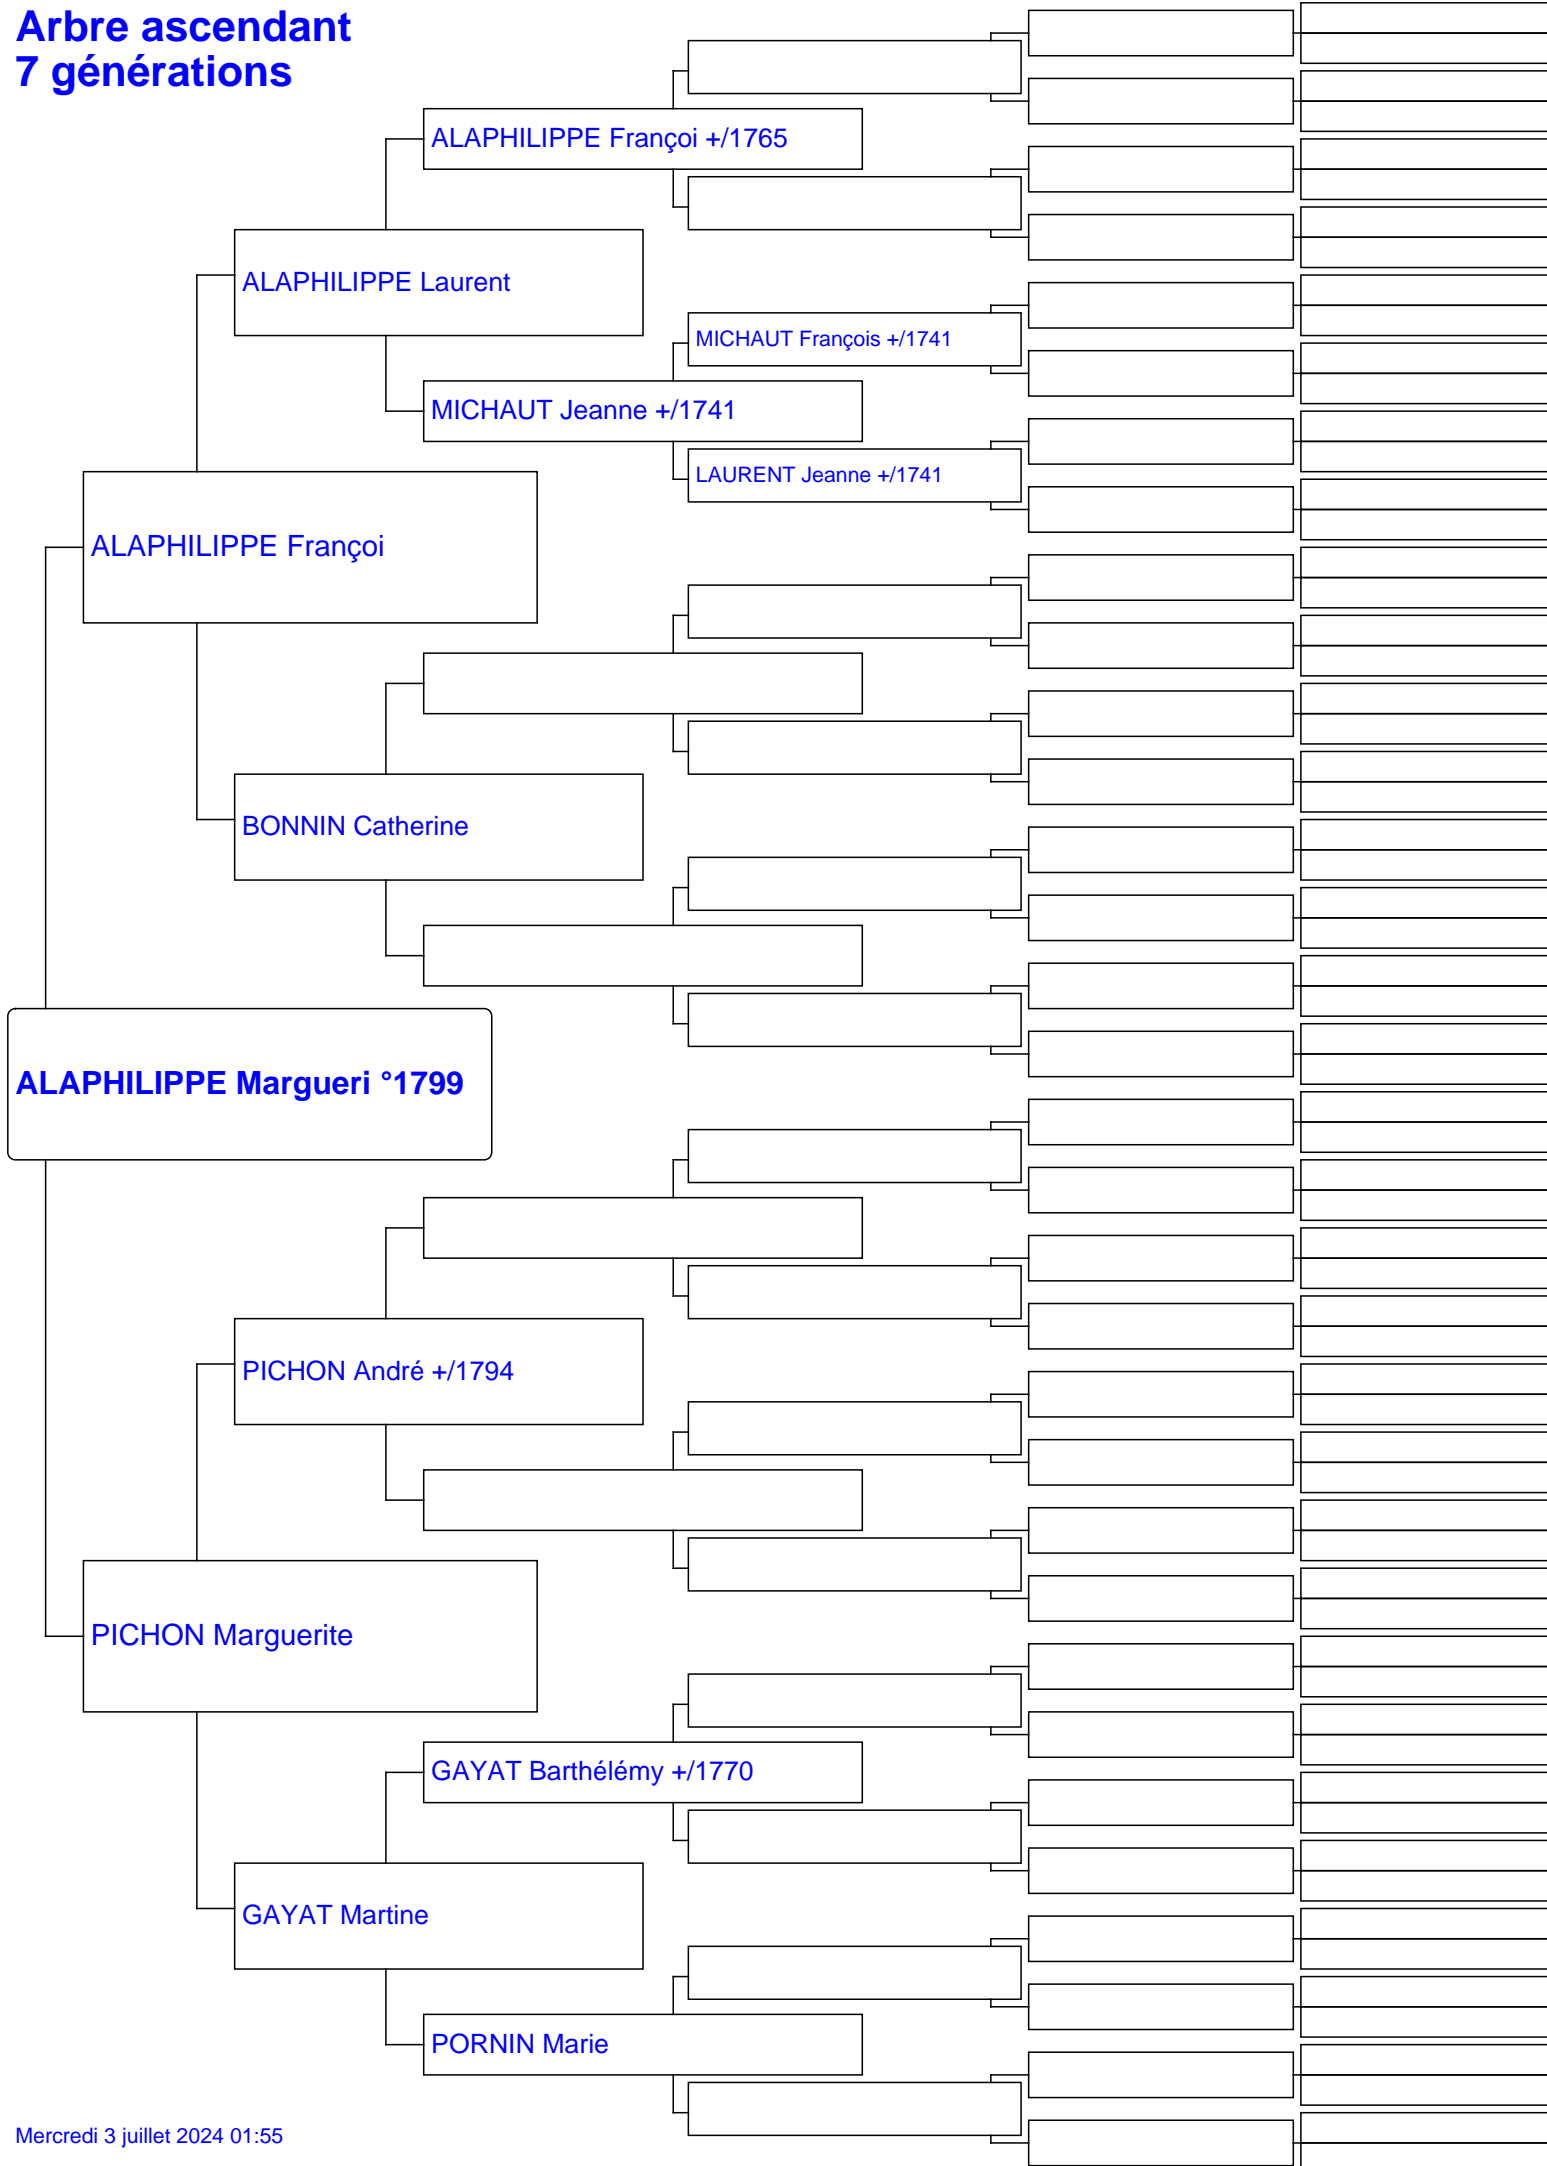 Arbre ascendant
7 générations
ALAPHILIPPE Françoi +/1765
ALAPHILIPPE Laurent
MICHAUT François +/1741
MICHAUT Jeanne +/1741
LAURENT Jeanne +/1741
ALAPHILIPPE Françoi
BONNIN Catherine
ALAPHILIPPE Margueri °1799
PICHON André +/1794
PICHON Marguerite
GAYAT Barthélémy +/1770
GAYAT Martine
PORNIN Marie
Mercredi 3 juillet 2024 01:55